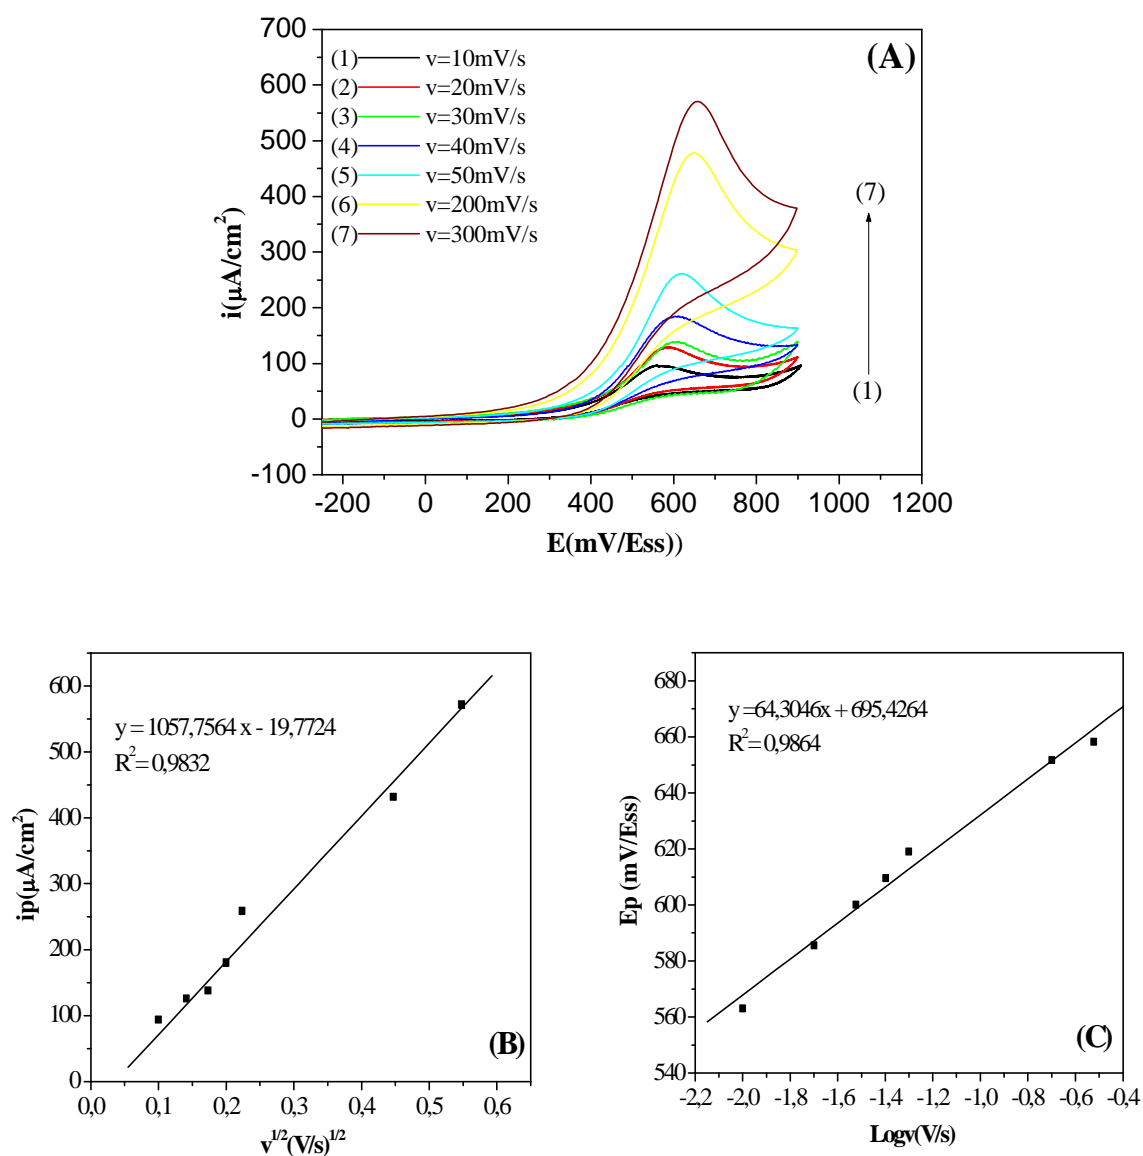 700
600
500
400
300
200
100
0
-100
(A)
(1) v=10mV/s
(2) v=20mV/s
(3) v=30mV/s
(4) v=40mV/s
(5) v=50mV/s
(6) v=200mV/s
(7) v=300mV/s
(7)
(1)
i(µA/cm²)
-200 0 200 400 600 800 1000 1200
E(mV/Ess))
600
500
400
300
200
100
0
y = 1057,7564 x - 19,7724
R²= 0,9832
ip(µA/cm²)
(B)
0,0 0,1 0,2 0,3 0,4 0,5 0,6
v^1/2(V/s)^1/2
680
660
640
620
600
580
560
540
y=64,3046x + 695,4264
R²= 0,9864
Ep (mV/Ess)
(C)
-2,2 -2,0 -1,8 -1,6 -1,4 -1,2 -1,0 -0,8 -0,6 -0,4
Logv(V/s)